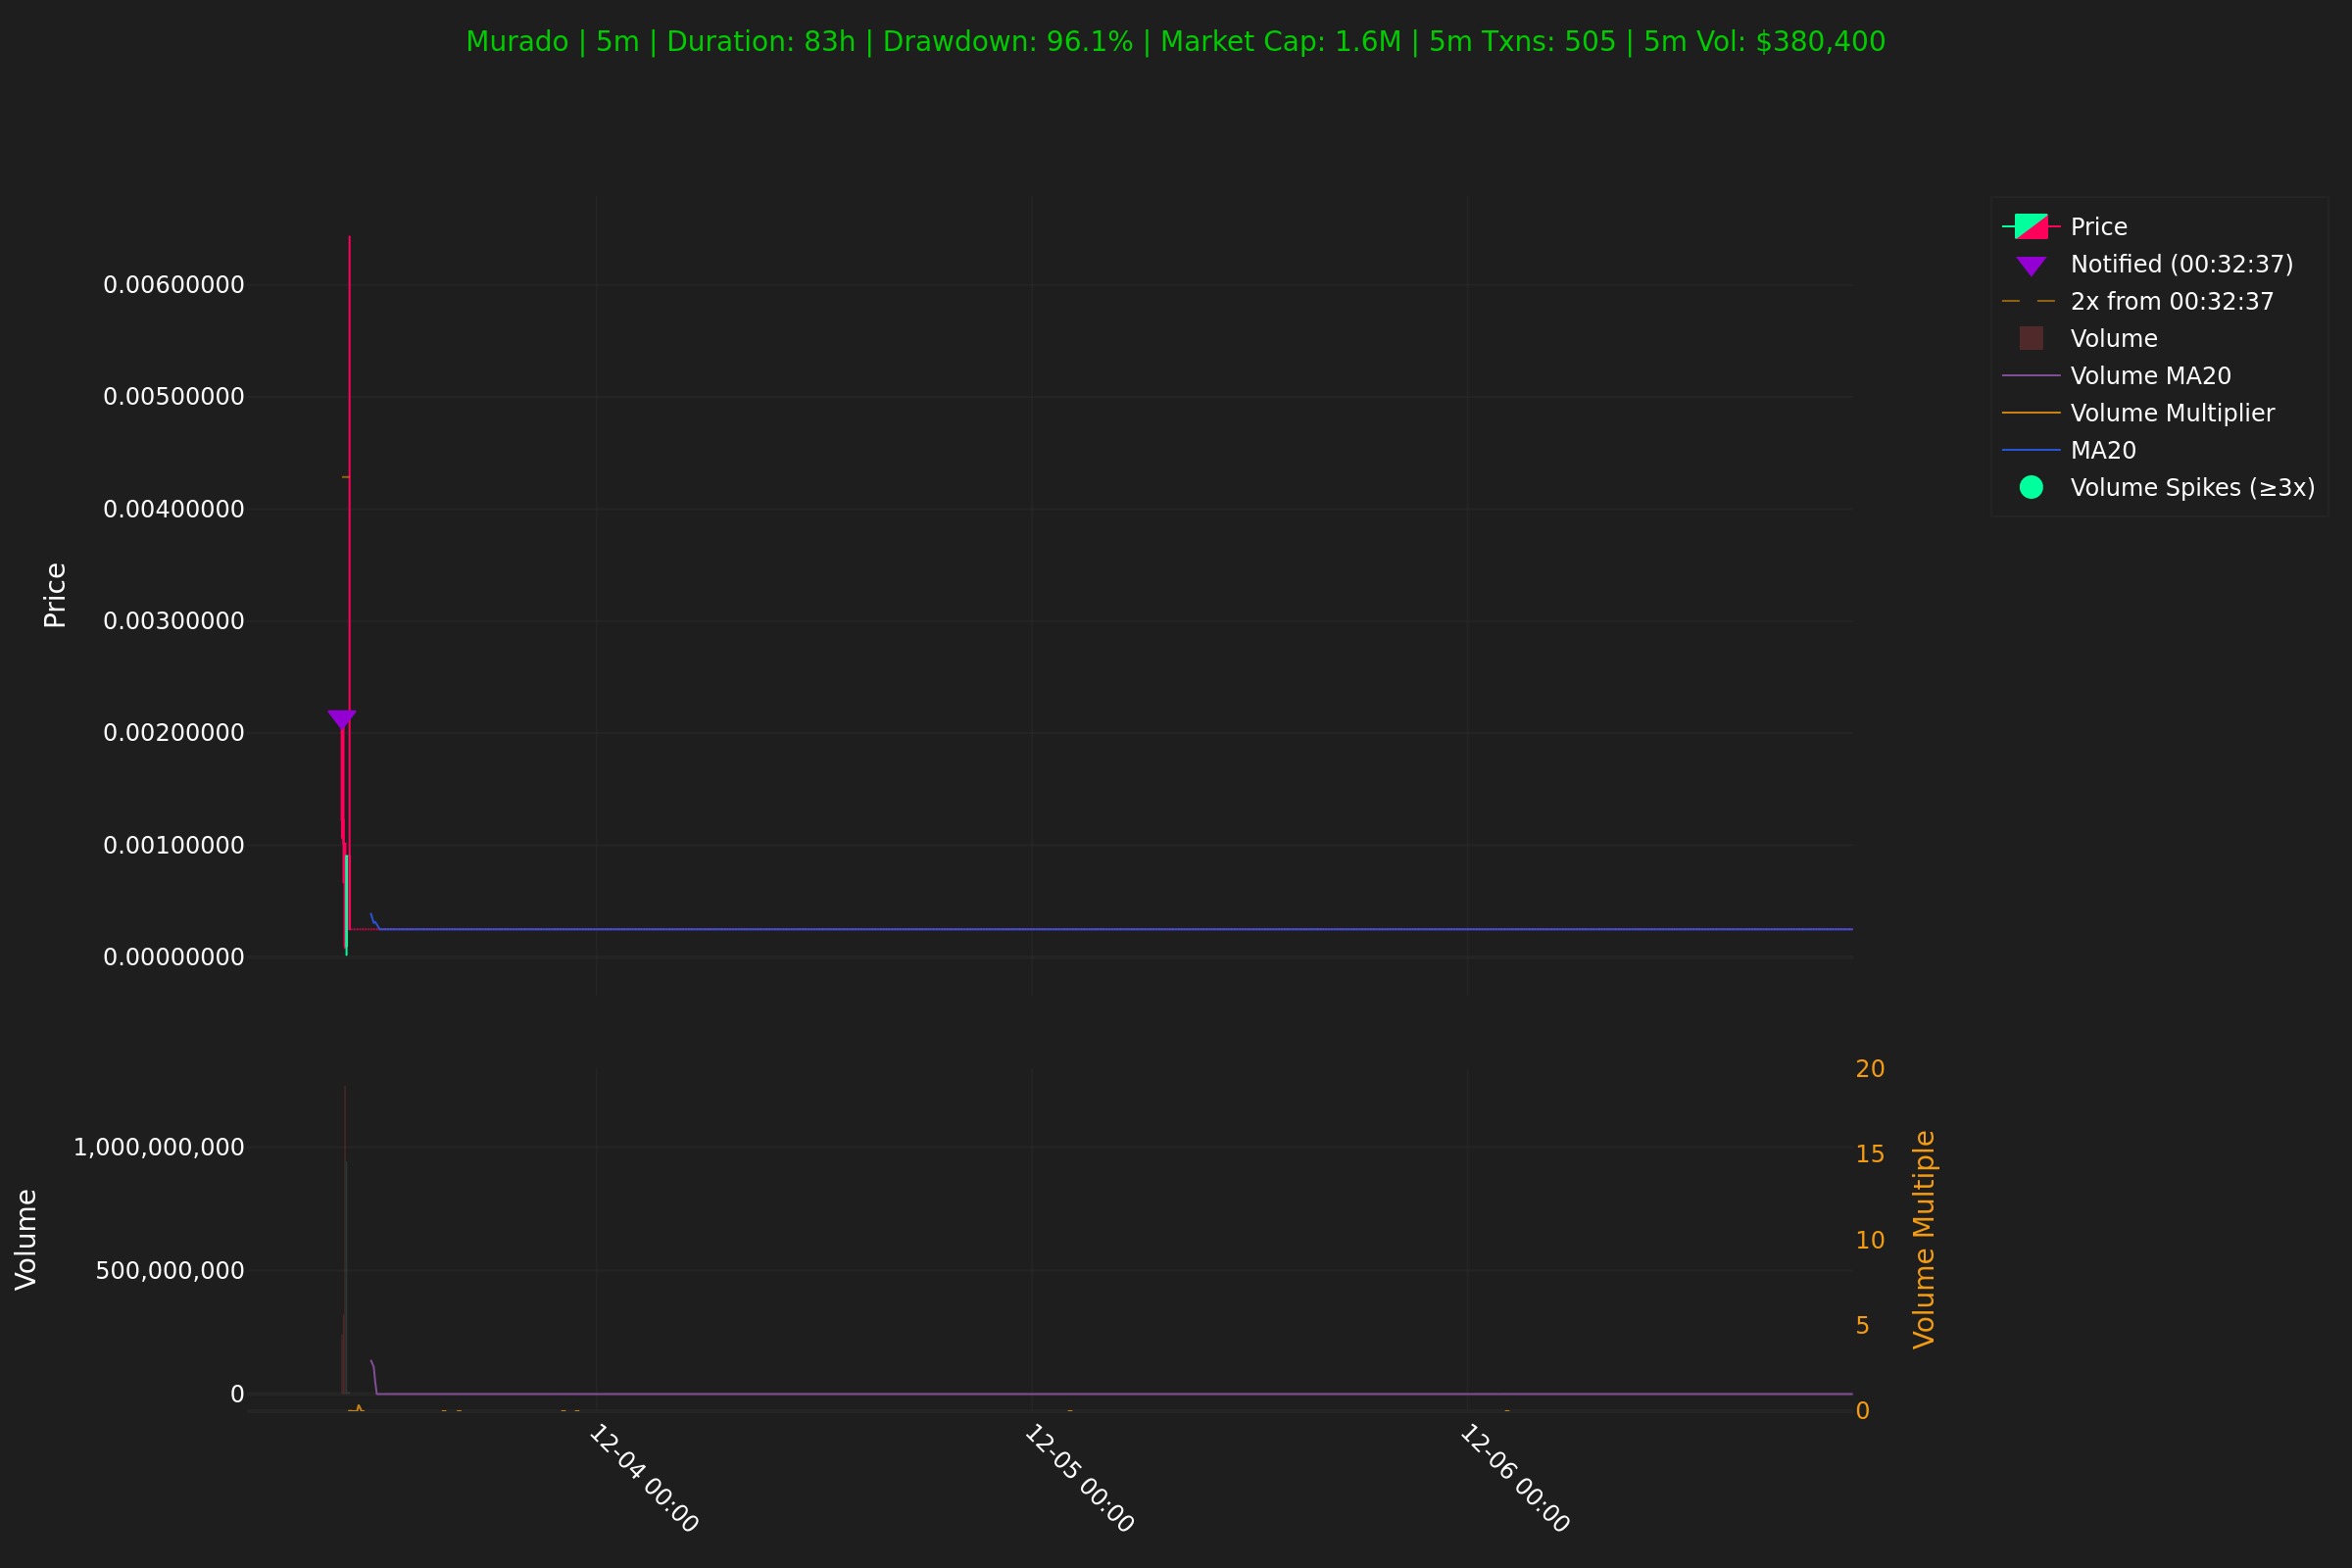 Murado | 5m | Duration: 83h | Drawdown: 96.1% | Market Cap: 1.6M | 5m Txns: 505 | 5m Vol: $380,400
Price
0.00600000
0.00500000
0.00400000
0.00300000
0.00200000
0.00100000
0.00000000
Price
Notified (00:32:37)
2x from 00:32:37
Volume
Volume MA20
Volume Multiplier
MA20
Volume Spikes (≥3x)
Volume
1,000,000,000
500,000,000
0
20
15
10
5
0
Volume Multiple
12-04 00:00
12-05 00:00
12-06 00:00